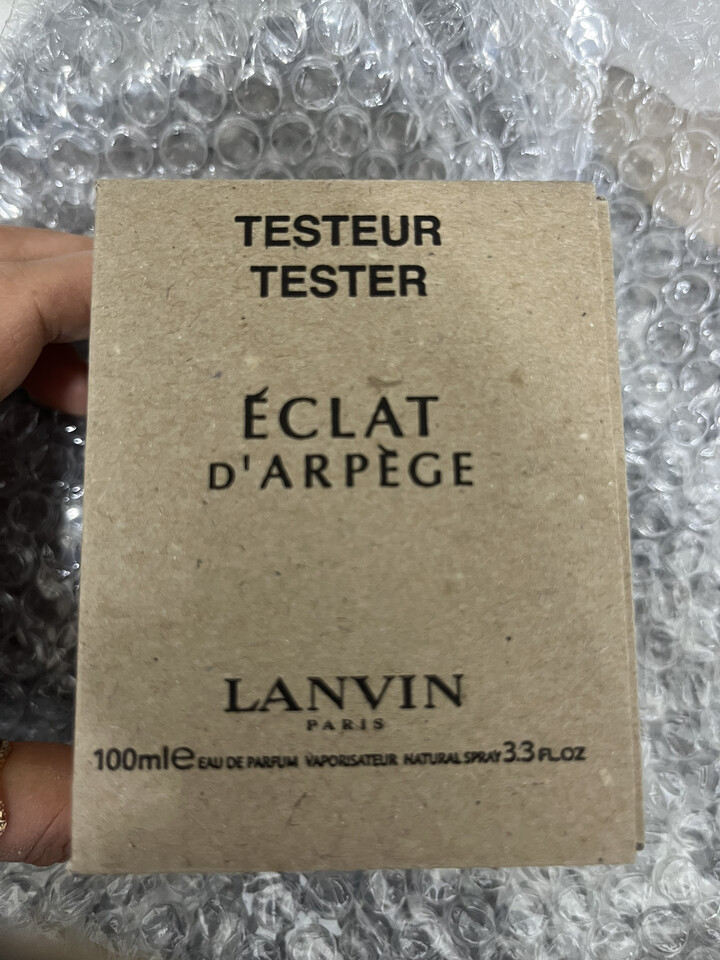 TESTEUR
TESTER
ÉCLAT
D'ARPÈGE
LANVIN
PARIS
100ml℮ EAU DE PARFUM VAPORISATEUR NATURAL SPRAY 3.3 FL.OZ